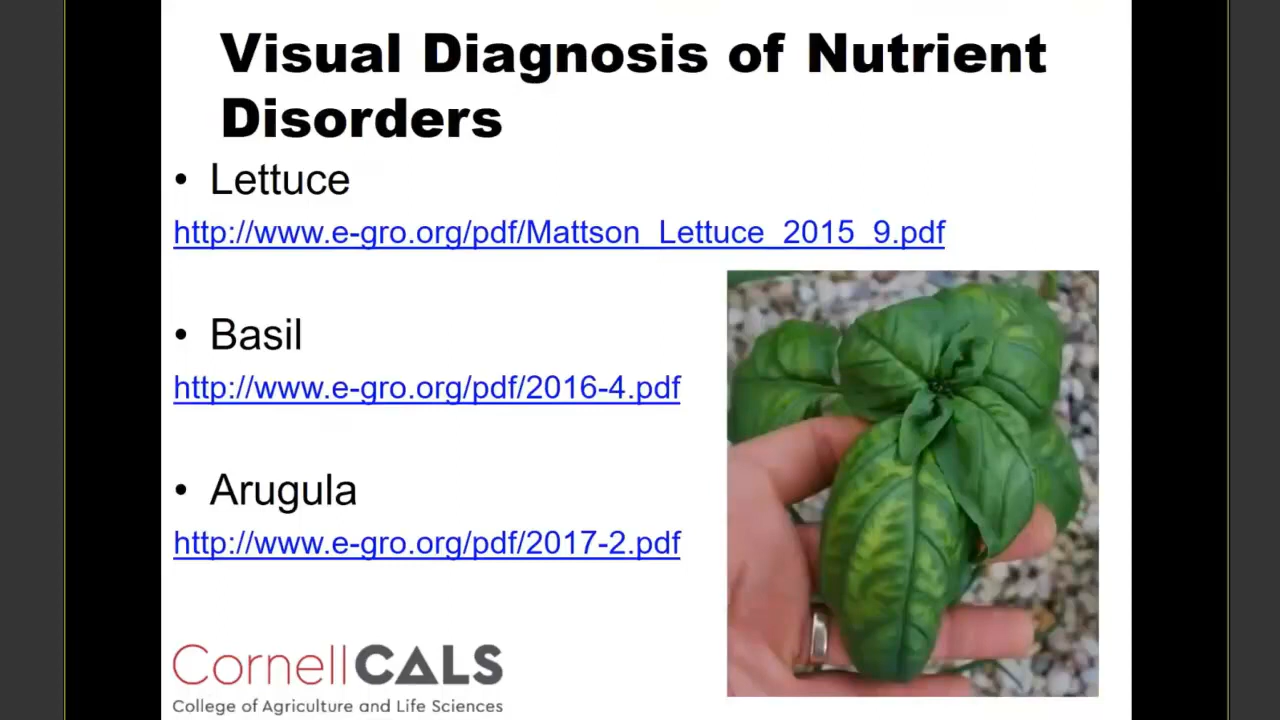 Visual Diagnosis of Nutrient
Disorders
• Lettuce
http://www.e-gro.org/pdf/Mattson_Lettuce_2015_9.pdf
• Basil
http://www.e-gro.org/pdf/2016-4.pdf
• Arugula
http://www.e-gro.org/pdf/2017-2.pdf
CornellCALS
College of Agriculture and Life Sciences